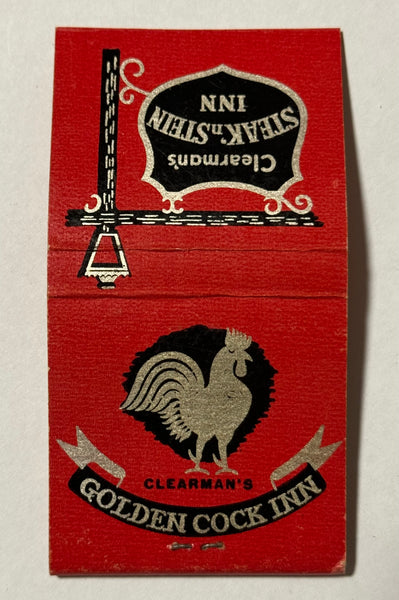 Clearman's
STEAK'n STEIN
INN
CLEARMAN'S
GOLDEN COCK INN